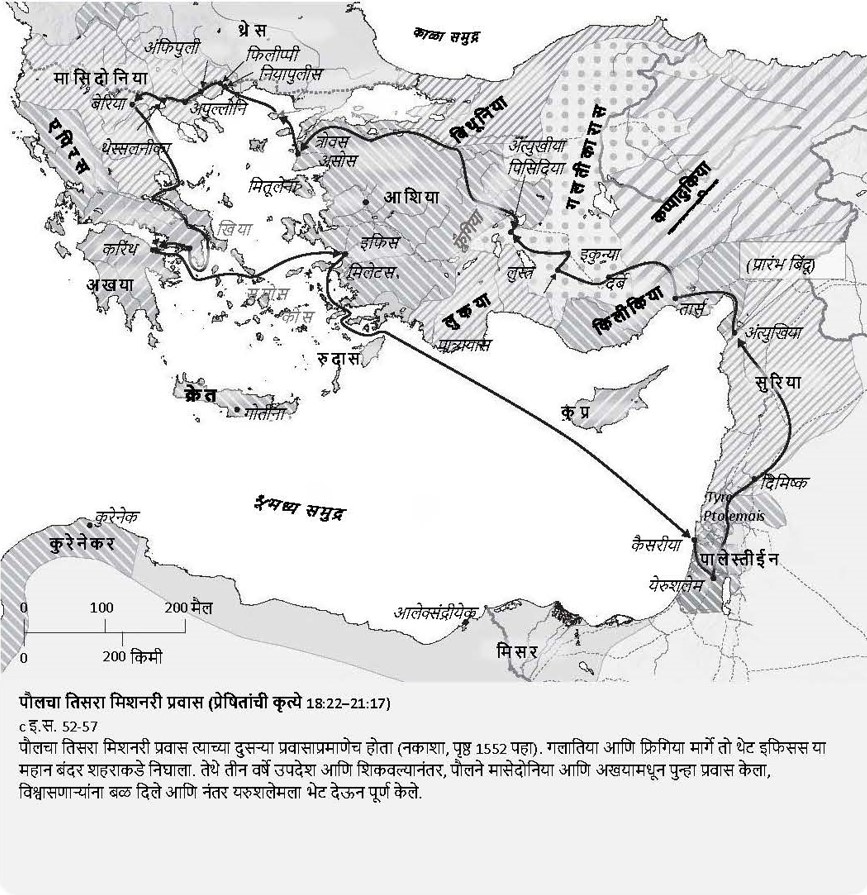 थ्रेस
काळा समुद्र
अंफिपुली
फिलीप्पी
नियापुलीस
मासिदोनिया
बेरिया
अपुल्लोनि
एपिरस
थेस्सलनीका
बिथूनिया
त्रोवस
असोस
मितूलेना
आशिया
अंत्युखीया
पिसिदिया
गलतीकारास
कप्पादुकिया
फ्रुगिया
खिया
करिंथ
अखया
इफिस
मिलेटस
कोस
लुस्त्र
इकुन्या
दर्बे
(प्रारंभ बिंदू)
लुकया
किलीकिया
तार्स
अंत्युखिया
रुदास
सुरिया
क्रेत
गोर्तीना
कुप्र
मध्य समुद्र
दिमिष्क
Tyre
Ptolemais
कुरेनेक
कुरेनेकर
कैसरीया
पालेस्तीईन
येरुशलेम
0 100 200 मैल
0 200 किमी
आलेक्संद्रीयेक
मिसर
पौलचा तिसरा मिशनरी प्रवास (प्रेषितांची कृत्ये 18:22–21:17)
c इ.स. 52-57
पौलचा तिसरा मिशनरी प्रवास त्याच्या दुसऱ्या प्रवासाप्रमाणेच होता (नकाशा, पृष्ठ 1552 पहा). गलातिया आणि फ्रिगिया मार्गे तो थेट इफिसस या
महान बंदर शहराकडे निघाला. तेथे तीन वर्षे उपदेश आणि शिकवल्यानंतर, पौलने मासेदोनिया आणि अखयामधून पुन्हा प्रवास केला,
विश्वासणाऱ्यांना बळ दिले आणि नंतर यरुशलेमला भेट देऊन पूर्ण केले.